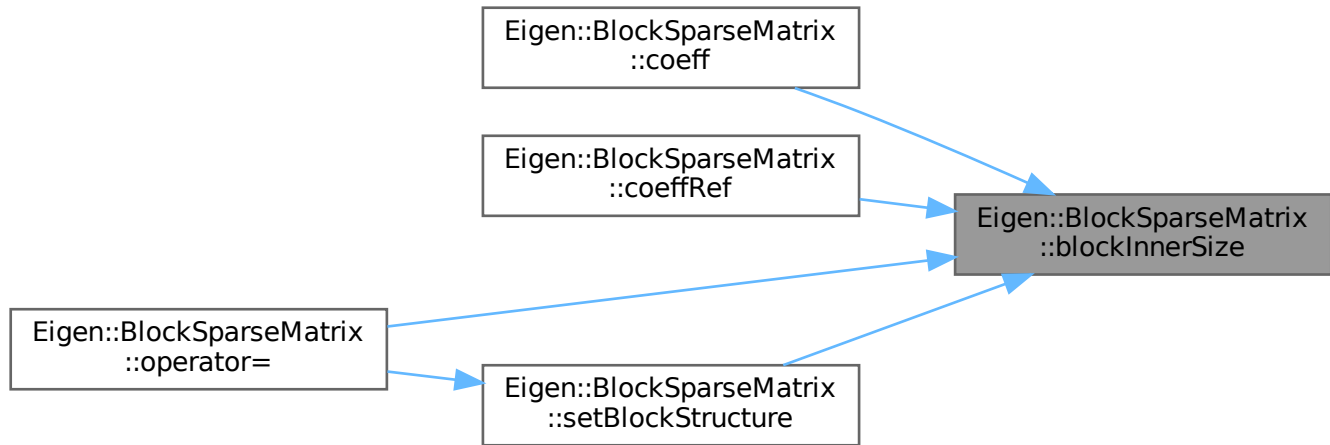 Eigen::BlockSparseMatrix
::coeff
Eigen::BlockSparseMatrix
::coeffRef
Eigen::BlockSparseMatrix
::blockInnerSize
Eigen::BlockSparseMatrix
::operator=
Eigen::BlockSparseMatrix
::setBlockStructure